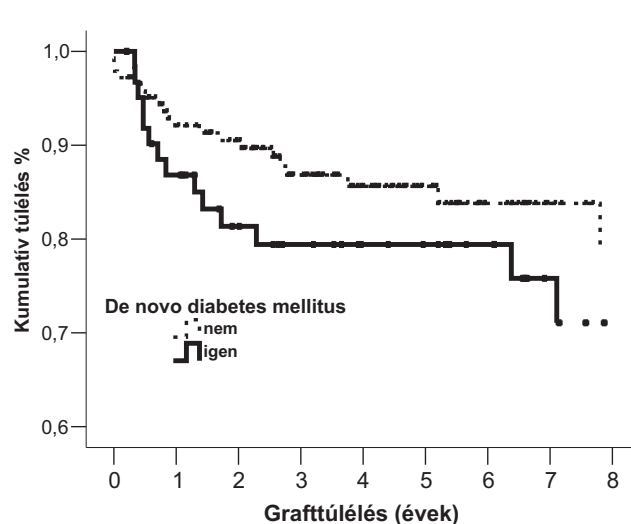 Kumulatív túlélés %
1,0
0,9
0,8
0,7
0,6
De novo diabetes mellitus
nem
igen
0 1 2 3 4 5 6 7 8
Grafttúlélés (évek)